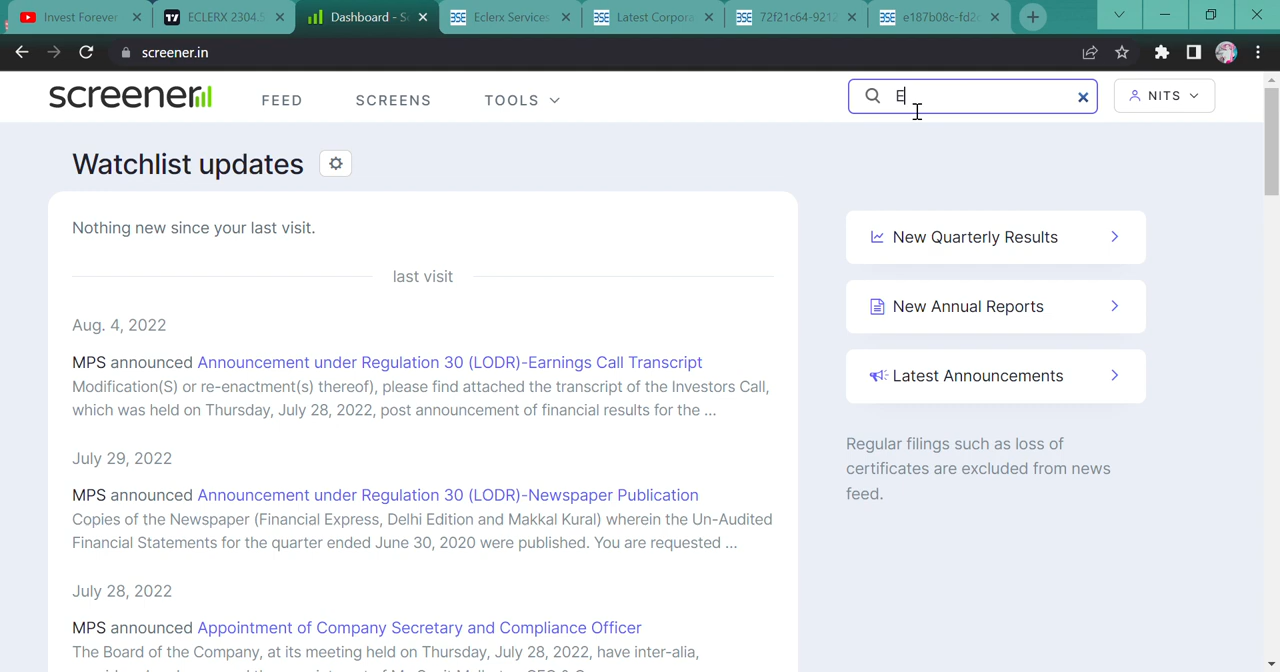 Invest Forever
ECLERX 2304.5
Dashboard - Sc
Eclerx Services
Latest Corpora
72f21c64-921
e187b08c-fd2c
screener.in
screener
FEED
SCREENS
TOOLS
E
NITS
Watchlist updates
Nothing new since your last visit.
last visit
Aug. 4, 2022
MPS announced Announcement under Regulation 30 (LODR)-Earnings Call Transcript
Modification(S) or re-enactment(s) thereof), please find attached the transcript of the Investors Call,
which was held on Thursday, July 28, 2022, post announcement of financial results for the ...
July 29, 2022
MPS announced Announcement under Regulation 30 (LODR)-Newspaper Publication
Copies of the Newspaper (Financial Express, Delhi Edition and Makkal Kural) wherein the Un-Audited
Financial Statements for the quarter ended June 30, 2020 were published. You are requested ...
July 28, 2022
MPS announced Appointment of Company Secretary and Compliance Officer
The Board of the Company, at its meeting held on Thursday, July 28, 2022, have inter-alia,
New Quarterly Results
New Annual Reports
Latest Announcements
Regular filings such as loss of
certificates are excluded from news
feed.